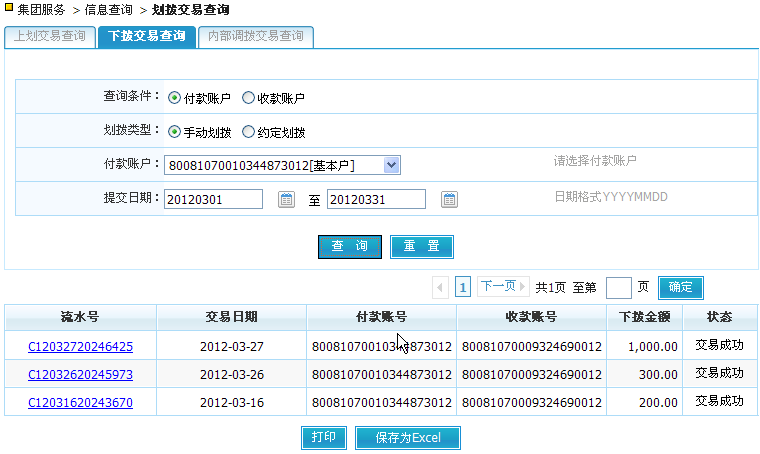 集团服务 > 信息查询 > 划拨交易查询
上划交易查询 下拨交易查询 内部调拨交易查询
查询条件： 付款账户 收款账户
划拨类型： 手动划拨 约定划拨
付款账户： 80081070010344873012[基本户] 请选择付款账户
提交日期： 20120301 至 20120331 日期格式YYYYMMDD
查 询 重 置
1 下一页 共1页 至第 页 确定
流水号 交易日期 付款账号 收款账号 下拨金额 状态
C12032720246425 2012-03-27 80081070010344873012 80081070009324690012 1,000.00 交易成功
C12032620245973 2012-03-26 80081070010344873012 80081070009324690012 300.00 交易成功
C12031620243670 2012-03-16 80081070010344873012 80081070009324690012 200.00 交易成功
打印 保存为Excel